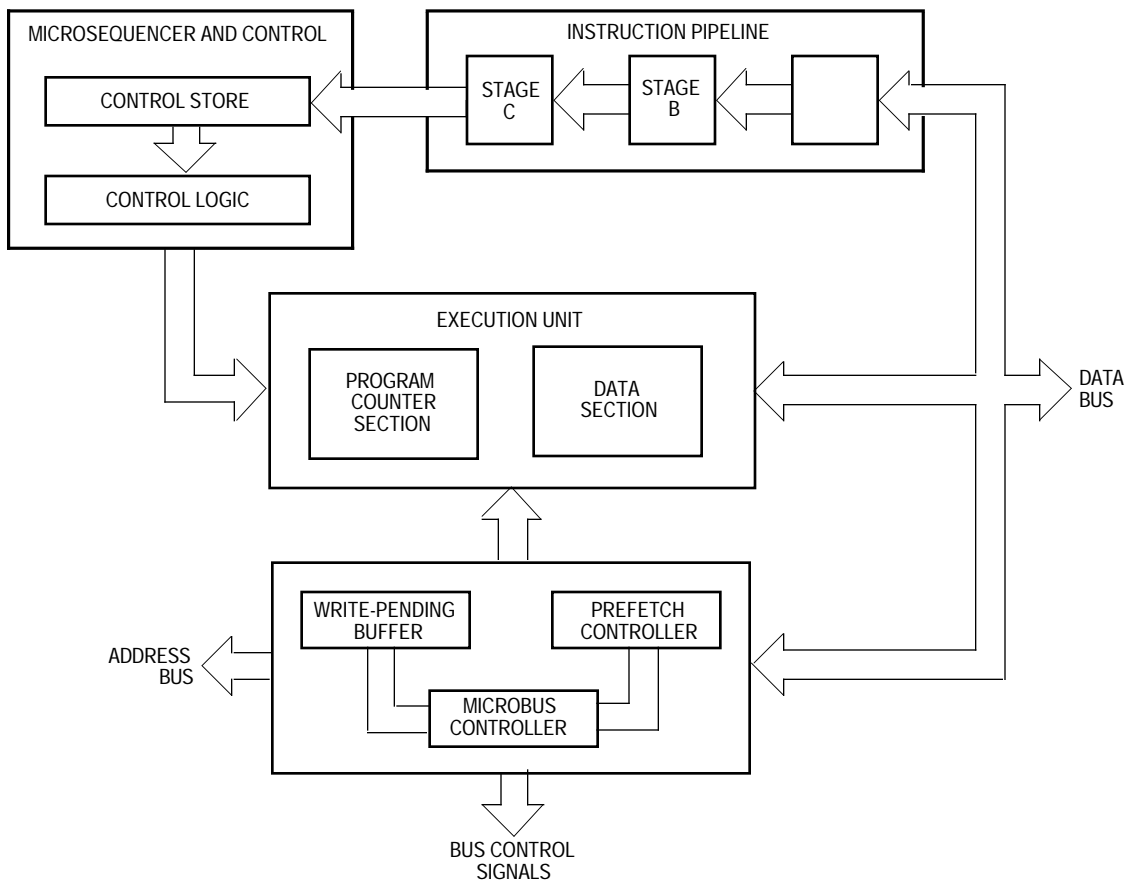 MICROSEQUENCER AND CONTROL
CONTROL STORE
CONTROL LOGIC
INSTRUCTION PIPELINE
STAGE
C
STAGE
B
EXECUTION UNIT
PROGRAM
COUNTER
SECTION
DATA
SECTION
DATA
BUS
WRITE-PENDING
BUFFER
PREFETCH
CONTROLLER
MICROBUS
CONTROLLER
ADDRESS
BUS
BUS CONTROL
SIGNALS